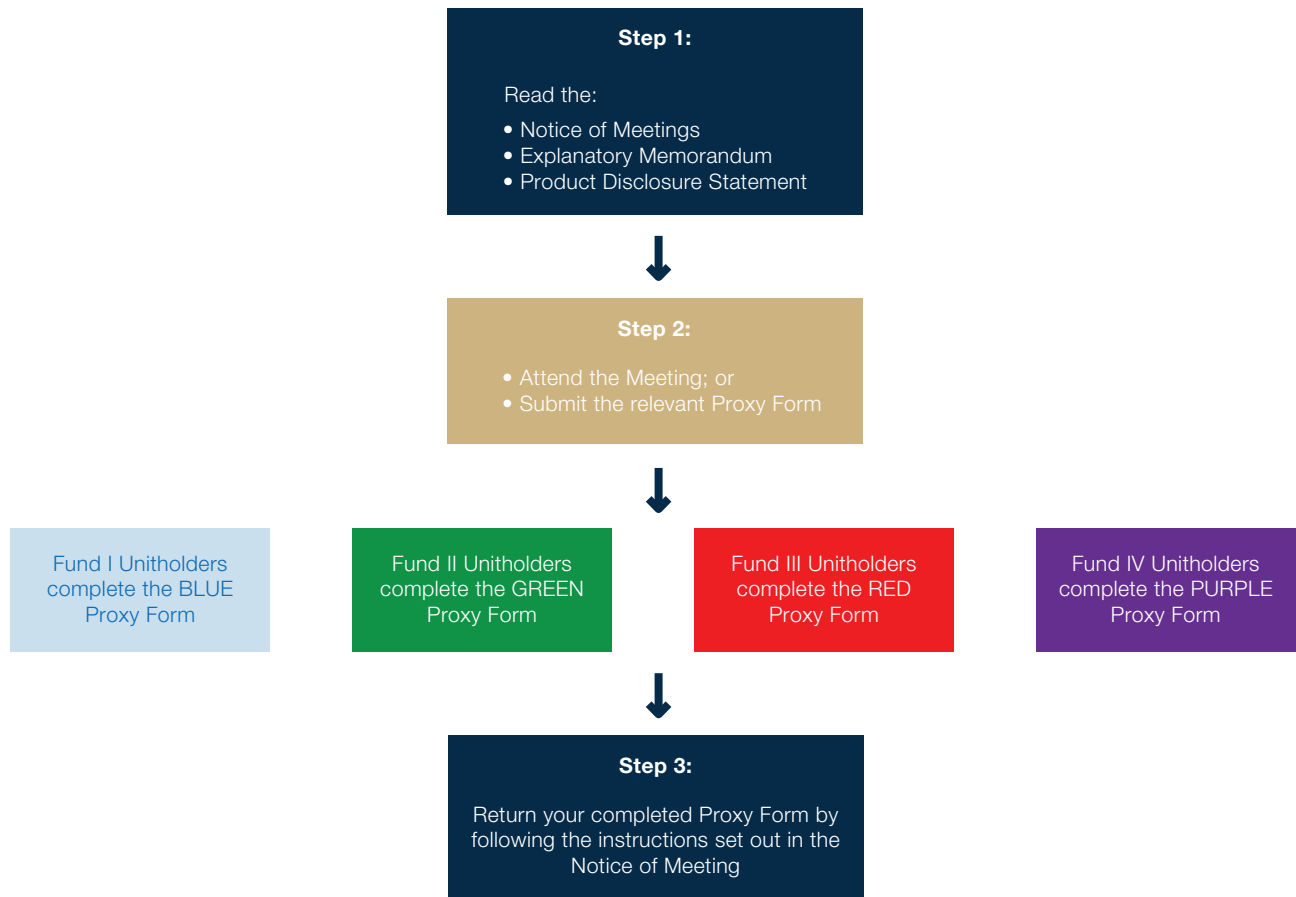 Step 1:
Read the:
• Notice of Meetings
• Explanatory Memorandum
• Product Disclosure Statement
Step 2:
• Attend the Meeting; or
• Submit the relevant Proxy Form
Fund I Unitholders
complete the BLUE
Proxy Form
Fund II Unitholders
complete the GREEN
Proxy Form
Fund III Unitholders
complete the RED
Proxy Form
Fund IV Unitholders
complete the PURPLE
Proxy Form
Step 3:
Return your completed Proxy Form by
following the instructions set out in the
Notice of Meeting